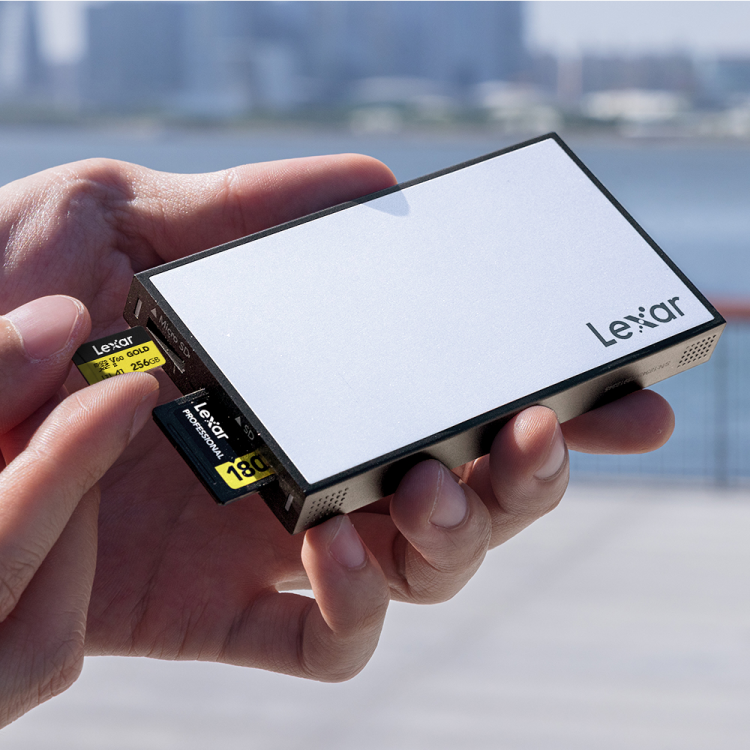 Lexar
Micro SD
Lexar
V60 GOLD
256GB
SD
Lexar
PROFESSIONAL
180